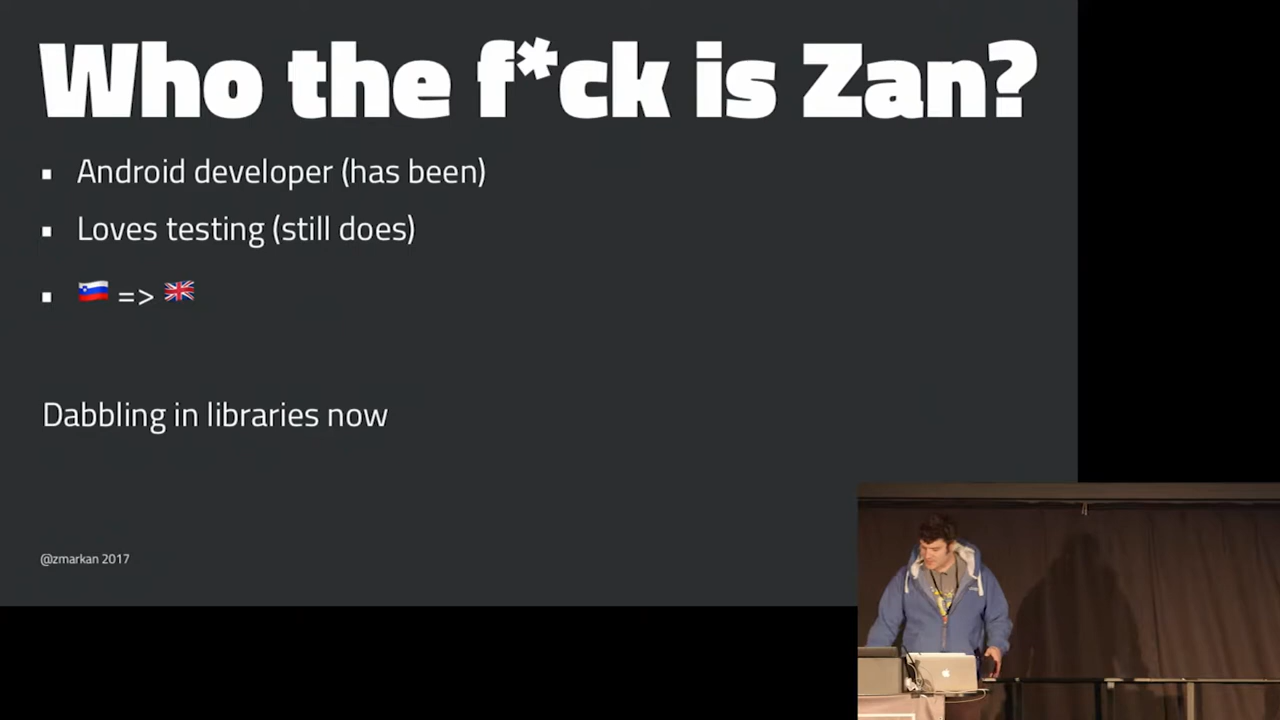 Who the f*ck is Zan?
▪ Android developer (has been)
▪ Loves testing (still does)
▪ 🇸🇮 => 🇬🇧
Dabbling in libraries now
@zmarkan 2017